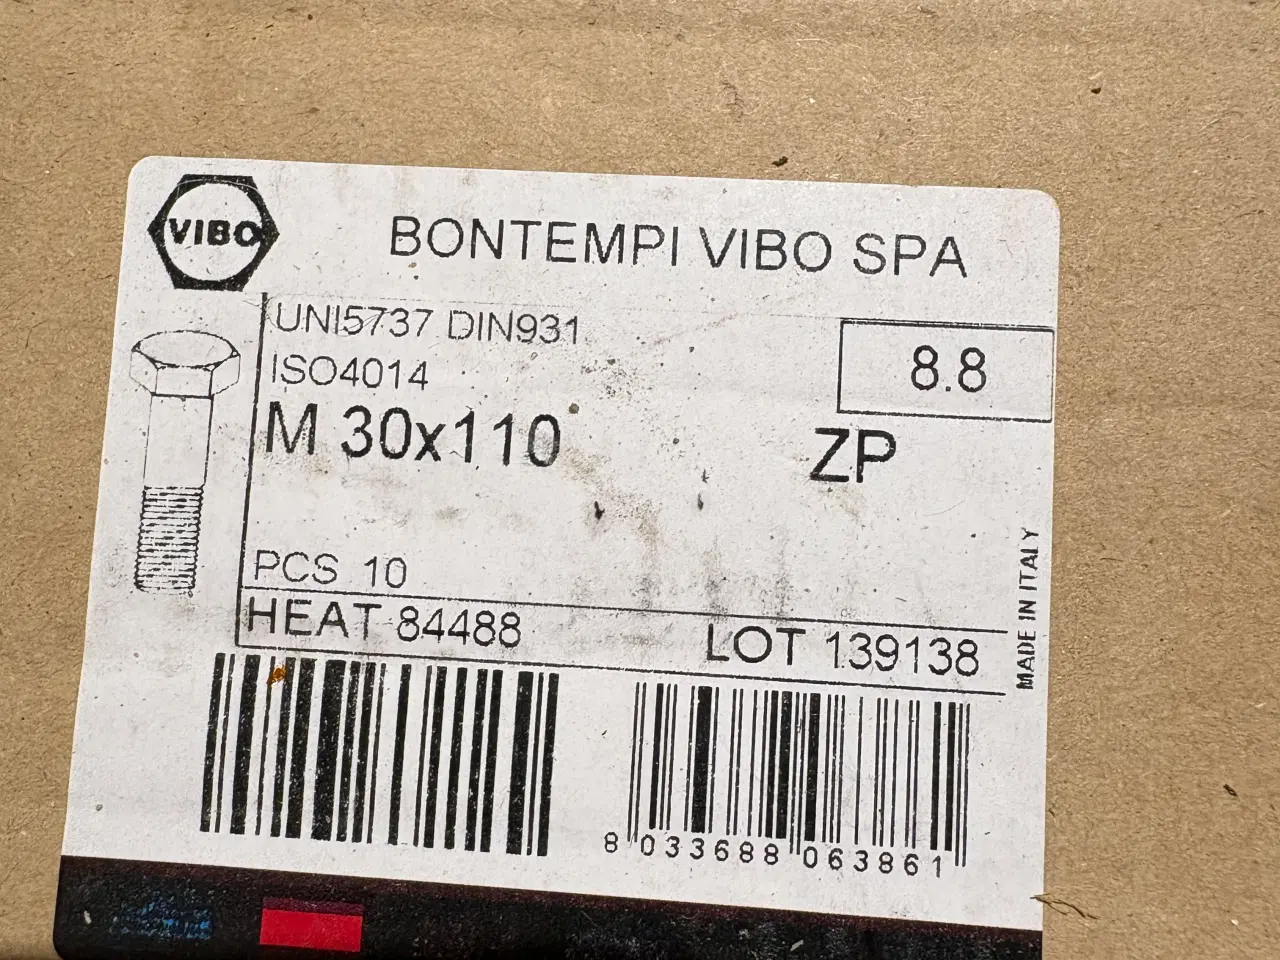 VIBO
BONTEMPI VIBO SPA
UNI5737 DIN931
ISO4014
8.8
M 30x110
ZP
PCS 10
HEAT 84488
LOT 139138
MADE IN ITALY
8 033688 063861